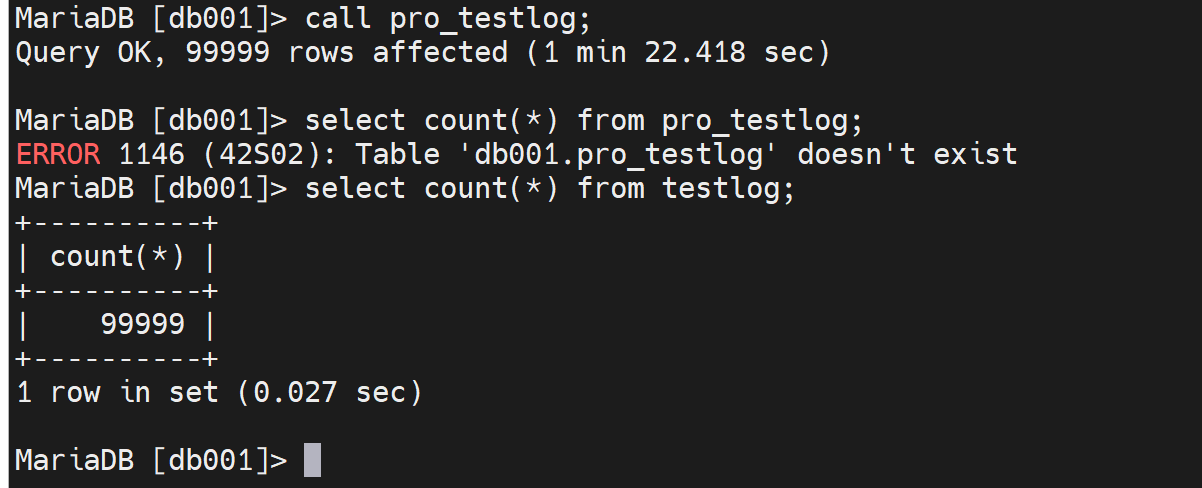 MariaDB [db001]> call pro_testlog;
Query OK, 99999 rows affected (1 min 22.418 sec)
MariaDB [db001]> select count(*) from pro_testlog;
ERROR 1146 (42S02): Table 'db001.pro_testlog' doesn't exist
MariaDB [db001]> select count(*) from testlog;
+----------+
| count(*) |
+----------+
|    99999 |
+----------+
1 row in set (0.027 sec)
MariaDB [db001]>